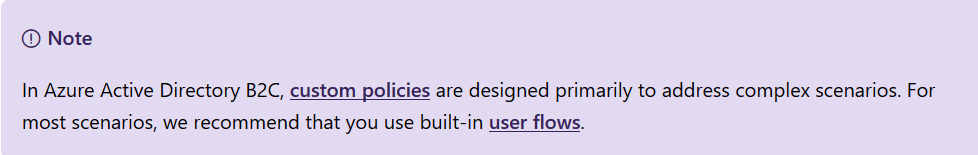 Note
In Azure Active Directory B2C, custom policies are designed primarily to address complex scenarios. For
most scenarios, we recommend that you use built-in user flows.